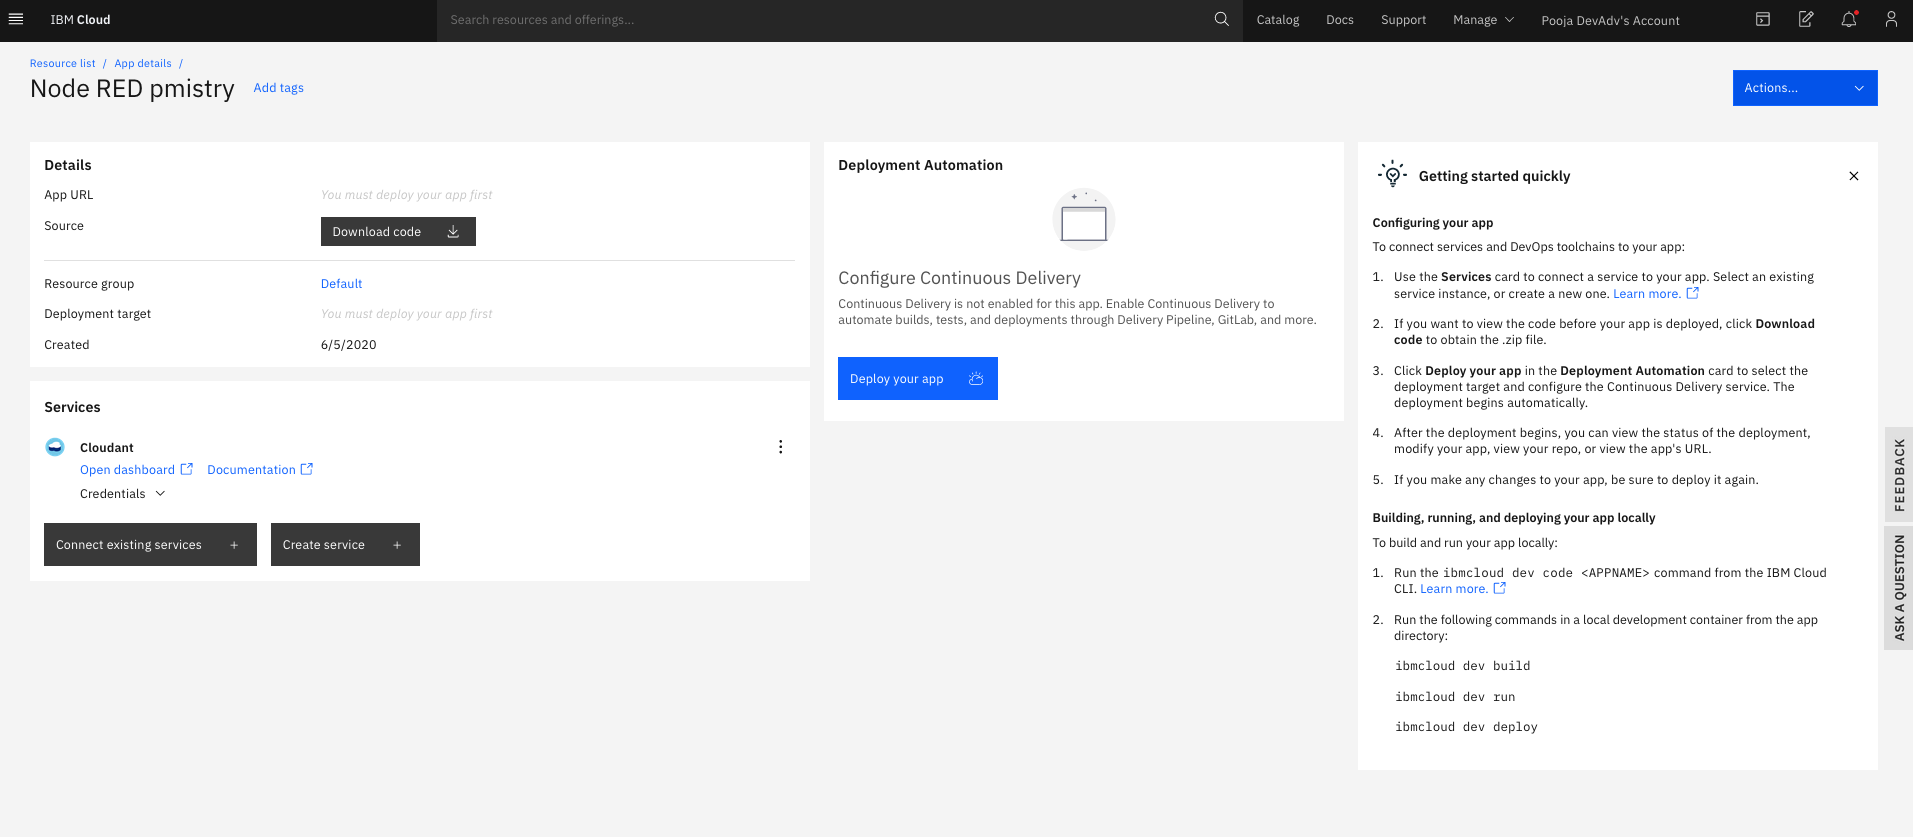 IBM Cloud
Search resources and offerings...
Catalog
Docs
Support
Manage
Pooja DevAdv's Account
Resource list / App details /
Node RED pmistry
Add tags
Actions...
Details
App URL
You must deploy your app first
Source
Download code
Resource group
Default
Deployment target
You must deploy your app first
Created
6/5/2020
Services
Cloudant
Open dashboard
Documentation
Credentials
Connect existing services +
Create service +
Deployment Automation
Configure Continuous Delivery
Continuous Delivery is not enabled for this app. Enable Continuous Delivery to
automate builds, tests, and deployments through Delivery Pipeline, GitLab, and more.
Deploy your app
Getting started quickly
Configuring your app
To connect services and DevOps toolchains to your app:
1. Use the Services card to connect a service to your app. Select an existing
service instance, or create a new one. Learn more.
2. If you want to view the code before your app is deployed, click Download
code to obtain the .zip file.
3. Click Deploy your app in the Deployment Automation card to select the
deployment target and configure the Continuous Delivery service. The
deployment begins automatically.
4. After the deployment begins, you can view the status of the deployment,
modify your app, view your repo, or view the app's URL.
5. If you make any changes to your app, be sure to deploy it again.
Building, running, and deploying your app locally
To build and run your app locally:
1. Run the ibmcloud dev code <APPNAME> command from the IBM Cloud
CLI. Learn more.
2. Run the following commands in a local development container from the app
directory:
ibmcloud dev build
ibmcloud dev run
ibmcloud dev deploy
FEEDBACK
ASK A QUESTION